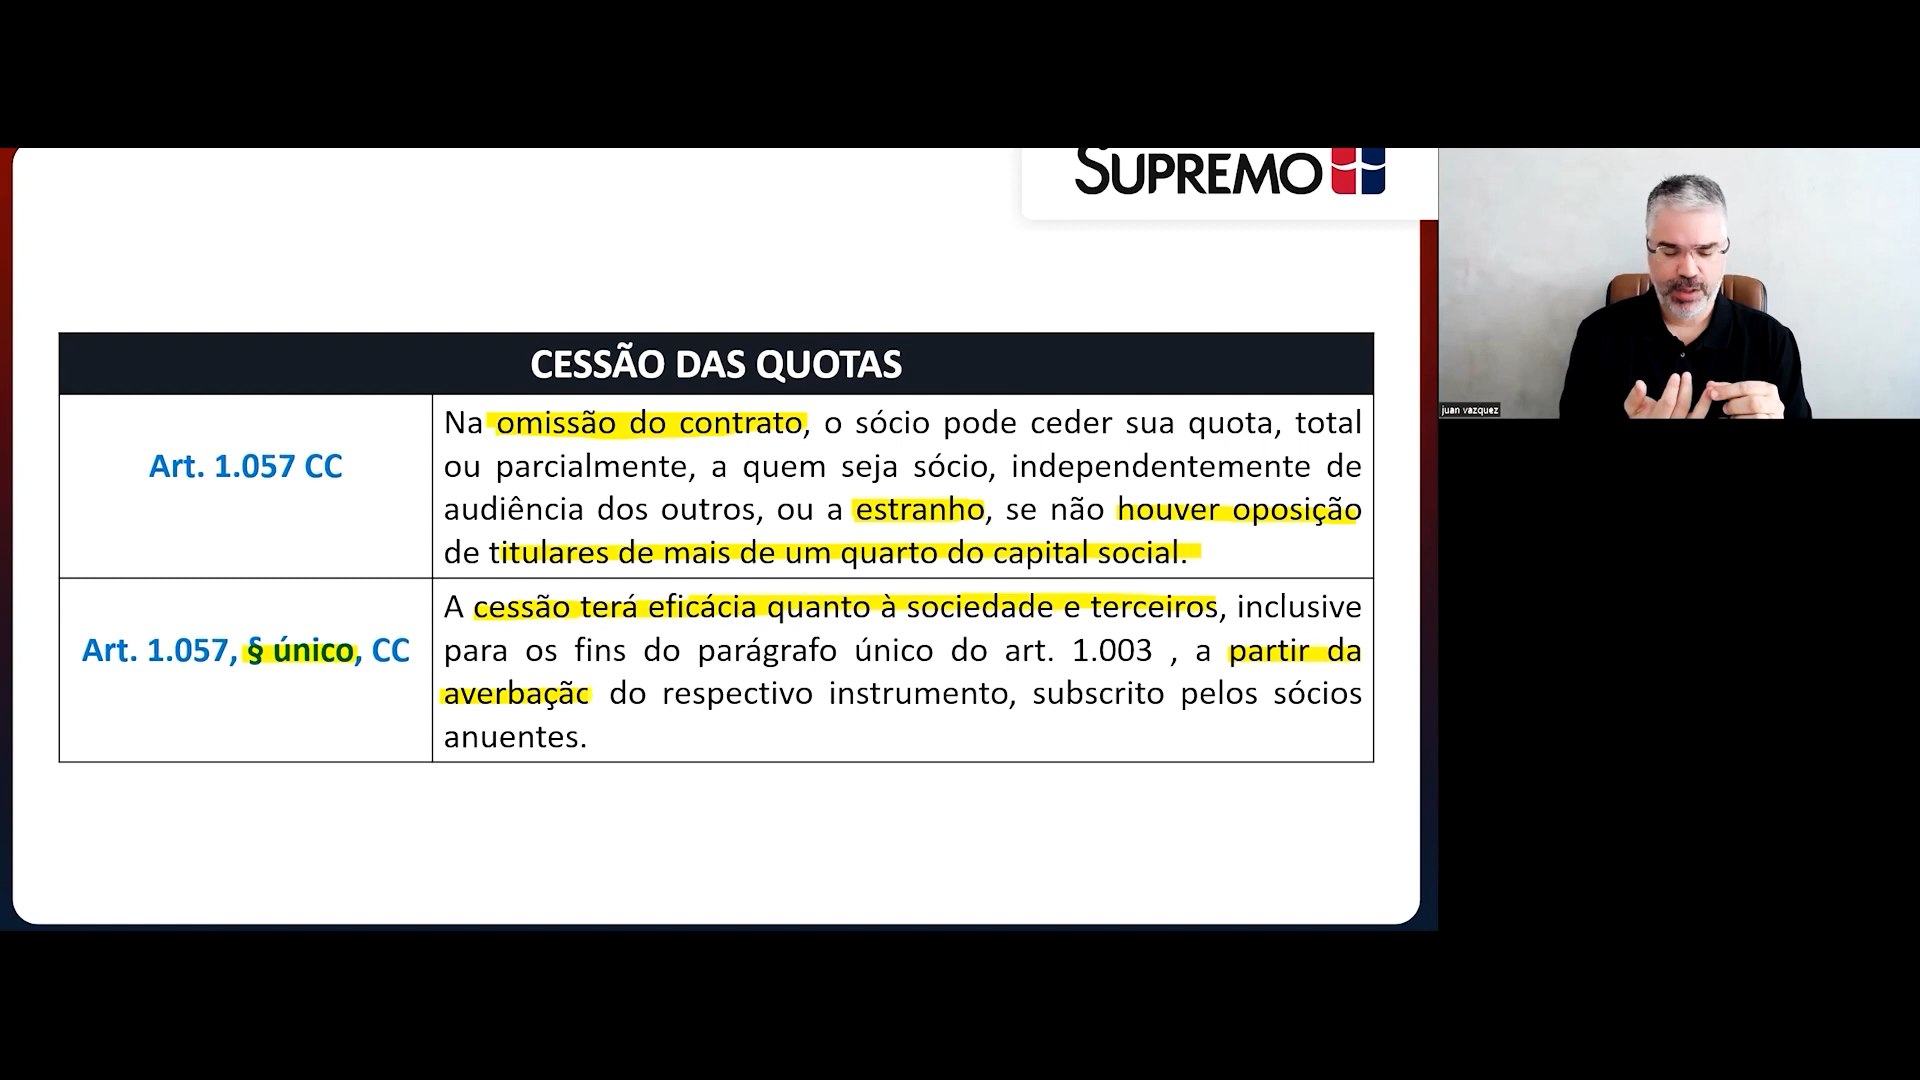 SUPREMO
juan vazquez
CESSÃO DAS QUOTAS
Art. 1.057 CC
Na omissão do contrato, o sócio pode ceder sua quota, total
ou parcialmente, a quem seja sócio, independentemente de
audiência dos outros, ou a estranho, se não houver oposição
de titulares de mais de um quarto do capital social.
Art. 1.057, § único, CC
A cessão terá eficácia quanto à sociedade e terceiros, inclusive
para os fins do parágrafo único do art. 1.003 , a partir da
averbaçãc do respectivo instrumento, subscrito pelos sócios
anuentes.